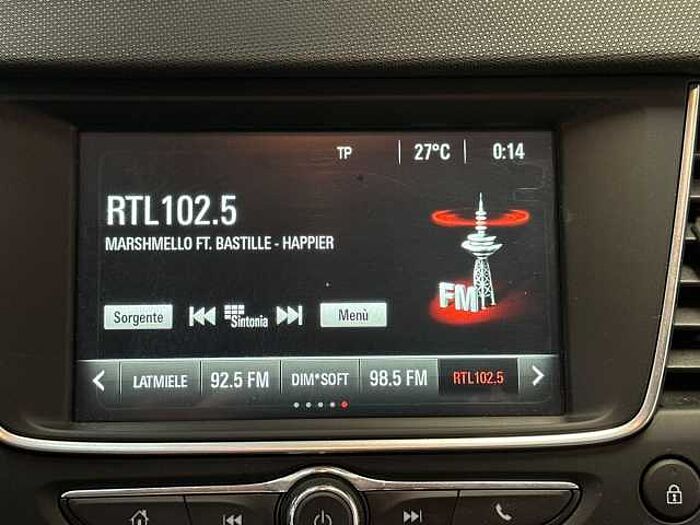 TP 27°C 0:14
RTL102.5
MARSHMELLO FT. BASTILLE - HAPPIER
FM
Sorgente Sintonia Menù
LATMIELE 92.5 FM DIM*SOFT 98.5 FM RTL102.5